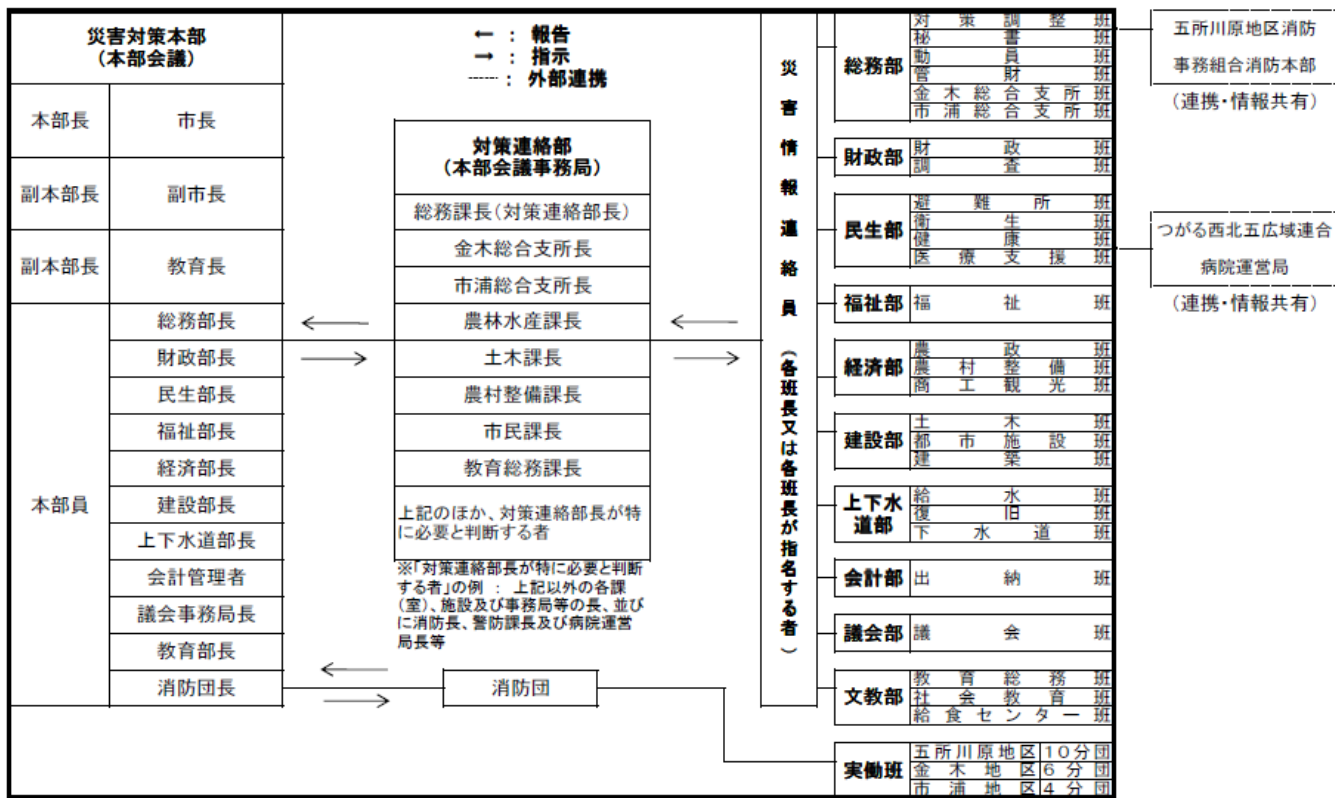 災害対策本部
(本部会議)
本部長
市長
副本部長
副市長
副本部長
教育長
本部員
総務部長
財政部長
民生部長
福祉部長
経済部長
建設部長
上下水道部長
会計管理者
議会事務局長
教育部長
消防団長
← : 報告
→ : 指示
------ : 外部連携
対策連絡部
(本部会議事務局)
総務課長(対策連絡部長)
金木総合支所長
市浦総合支所長
農林水産課長
土木課長
農村整備課長
市民課長
教育総務課長
上記のほか、対策連絡部長が特
に必要と判断する者
※「対策連絡部長が特に必要と判断
する者」の例 : 上記以外の各課
(室)、施設及び事務局等の長、並び
に消防長、警防課長及び病院運営
局長等
消防団
災害情報連絡員(各班長又は各班長が指名する者)
総務部
対策調整班
秘書班
動員班
管財班
金木総合支所班
市浦総合支所班
財政部
財政班
調査班
民生部
避難所班
衛生班
健康班
医療支援班
福祉部
福祉班
経済部
農政班
農村整備班
商工観光班
建設部
土木班
都市施設班
建築班
上下水
道部
給水班
復旧班
下水道班
会計部
出納班
議会部
議会班
文教部
教育総務班
社会教育班
給食センター班
実働班
五所川原地区 10分団
金木地区 6分団
市浦地区 4分団
五所川原地区消防
事務組合消防本部
(連携・情報共有)
つがる西北五広域連合
病院運営局
(連携・情報共有)